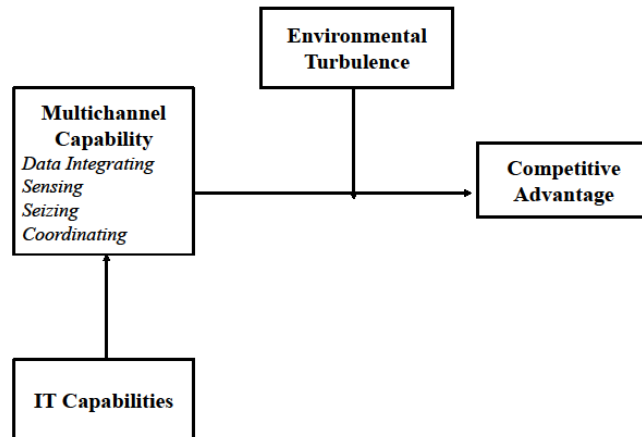 Environmental
Turbulence
Multichannel
Capability
Data Integrating
Sensing
Seizing
Coordinating
Competitive
Advantage
IT Capabilities